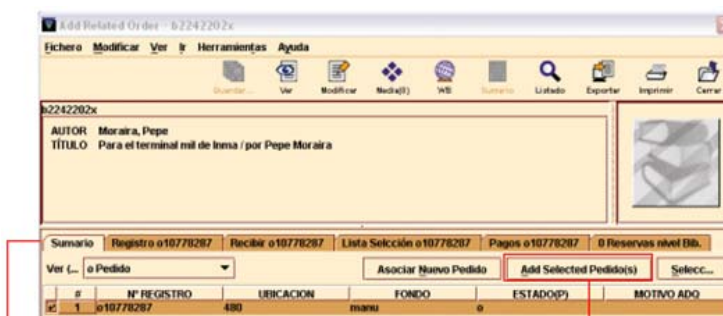 Add Related Order - b2242202x
Fichero Modificar Ver Ir Herramientas Ayuda
Guardar... Ver Modificar Media(0) WB Sumario Listado Exportar Imprimir Cerrar
b2242202x
AUTOR Moraira, Pepe
TÍTULO Para el terminal mil de Inma / por Pepe Moraira
Sumario Registro o10778287 Recibir o10778287 Lista Selcción o10778287 Pagos o10778287 0 Reservas nivel Bib.
Ver (... o Pedido Asociar Nuevo Pedido Add Selected Pedido(s) Selecc...
# Nº REGISTRO UBICACION FONDO ESTADO(P) MOTIVO ADQ
1 o10778287 480 manu o